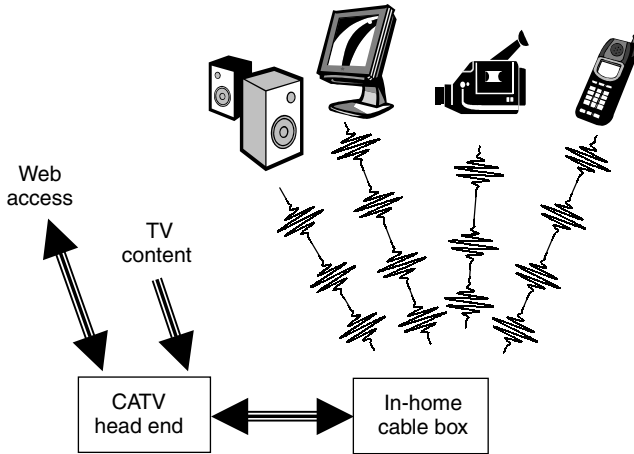 Web
access
TV
content
CATV
head end
In-home
cable box